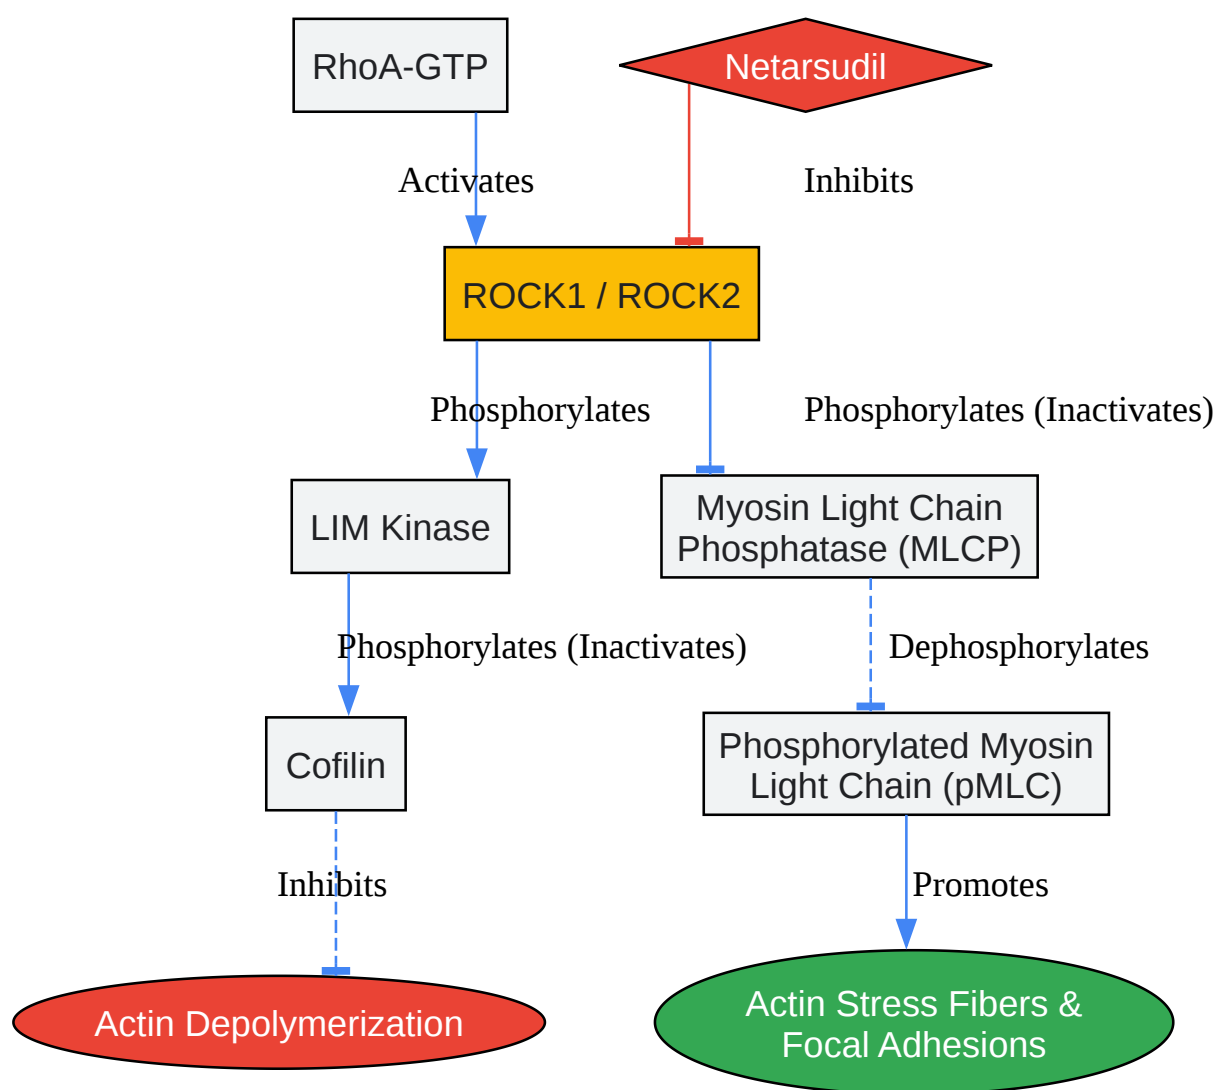 RhoA-GTP
Netarsudil
Activates
Inhibits
ROCK1 / ROCK2
Phosphorylates
Phosphorylates (Inactivates)
LIM Kinase
Myosin Light Chain
Phosphatase (MLCP)
Phosphorylates (Inactivates)
Dephosphorylates
Cofilin
Phosphorylated Myosin
Light Chain (pMLC)
Inhibits
Promotes
Actin Depolymerization
Actin Stress Fibers &
Focal Adhesions